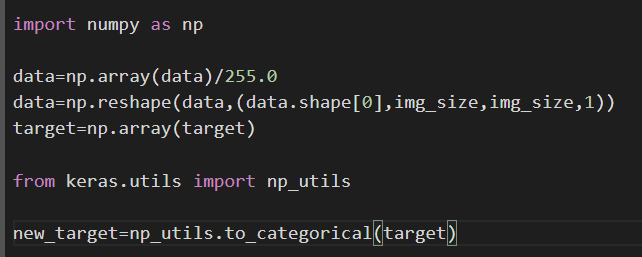 import numpy as np
data=np.array(data)/255.0
data=np.reshape(data,(data.shape[0],img_size,img_size,1))
target=np.array(target)
from keras.utils import np_utils
new_target=np_utils.to_categorical(target)